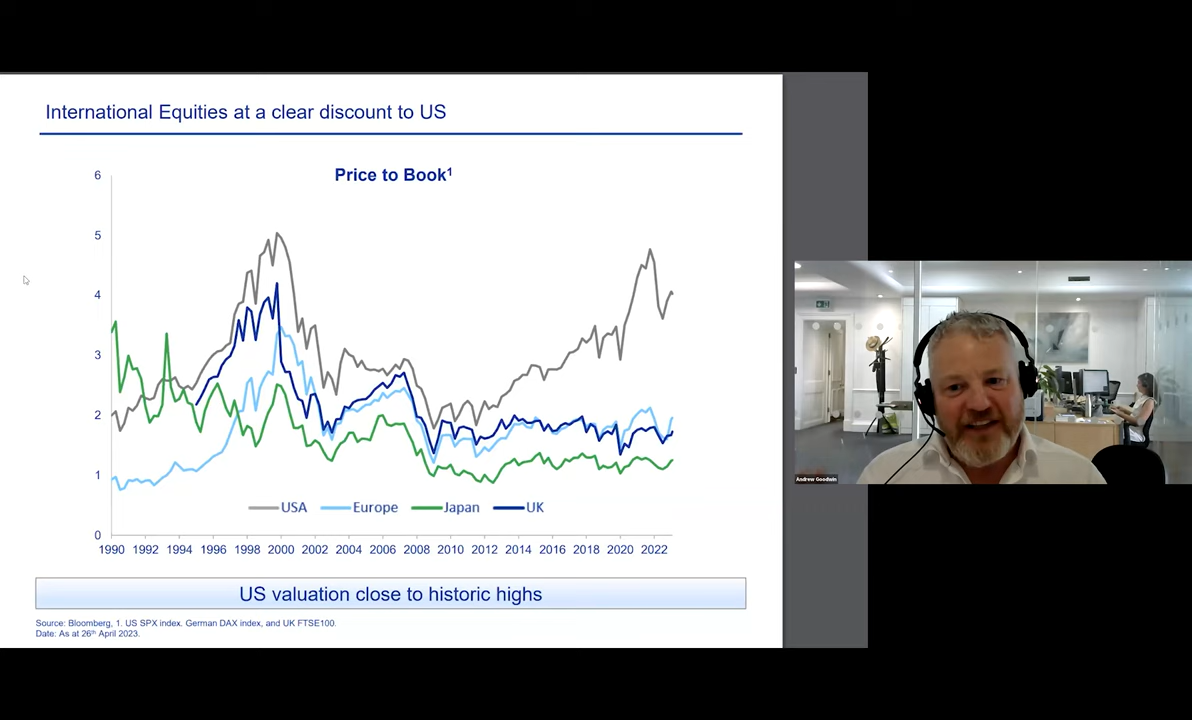 International Equities at a clear discount to US
Price to Book¹
6
5
4
3
2
1
0
USA Europe Japan UK
1990 1992 1994 1996 1998 2000 2002 2004 2006 2008 2010 2012 2014 2016 2018 2020 2022
US valuation close to historic highs
Source: Bloomberg, 1. US SPX index. German DAX index, and UK FTSE100.
Date: As at 26th April 2023.
Andrew Goodwin